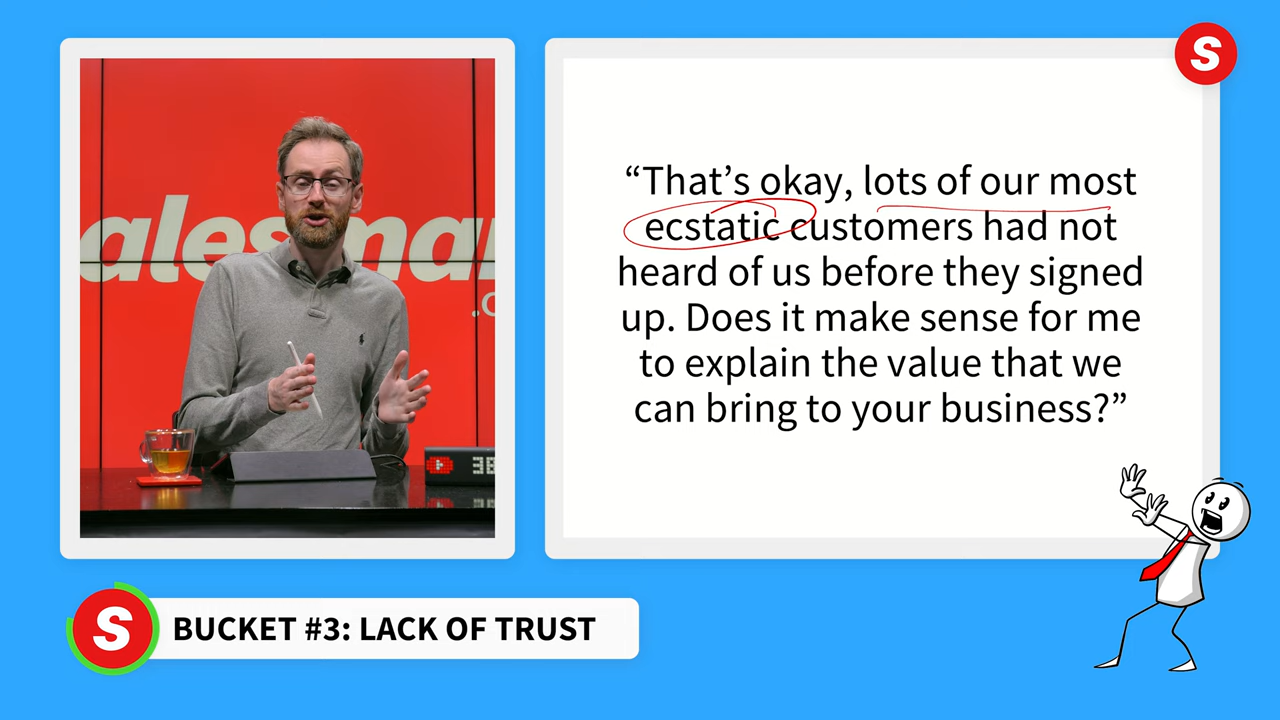 alesma
.c
38
S
“That’s okay, lots of our most
ecstatic customers had not
heard of us before they signed
up. Does it make sense for me
to explain the value that we
can bring to your business?”
S
BUCKET #3: LACK OF TRUST